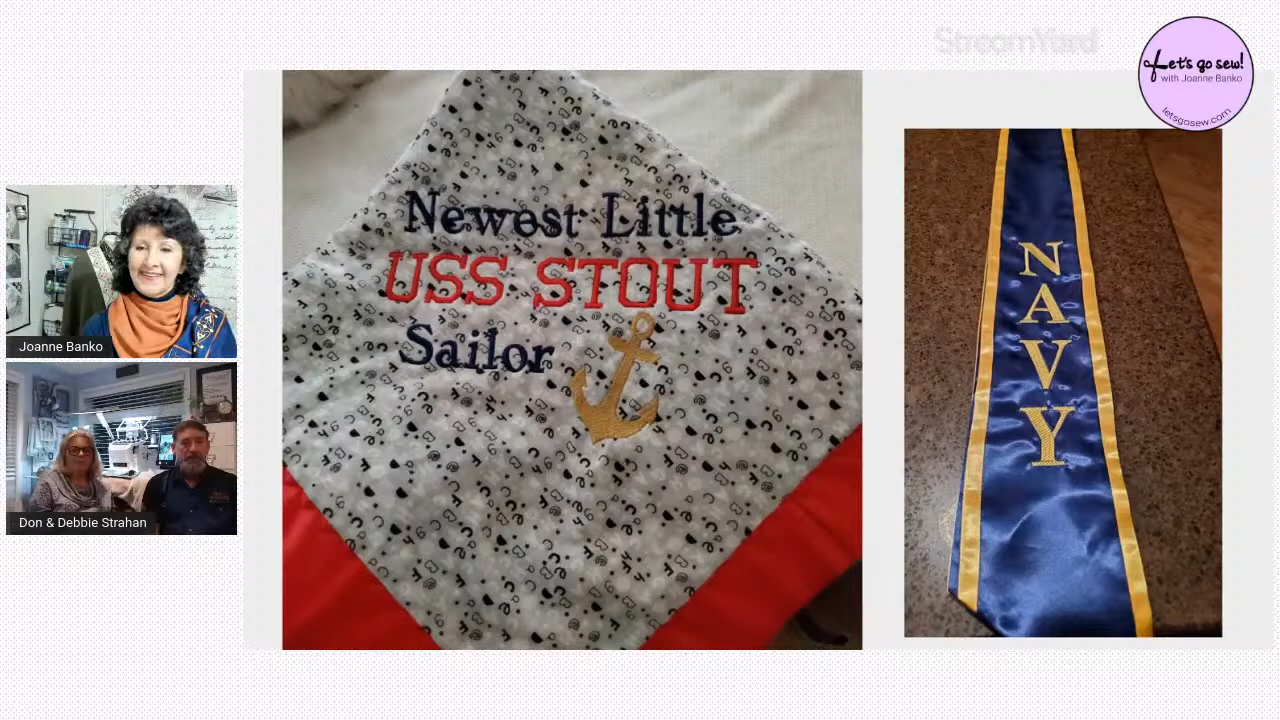 StreamYard
Let's go sew!
with Joanne Banko
letsgosew.com
Newest Little
USS STOUT
Sailor
NAVY
Joanne Banko
Don & Debbie Strahan